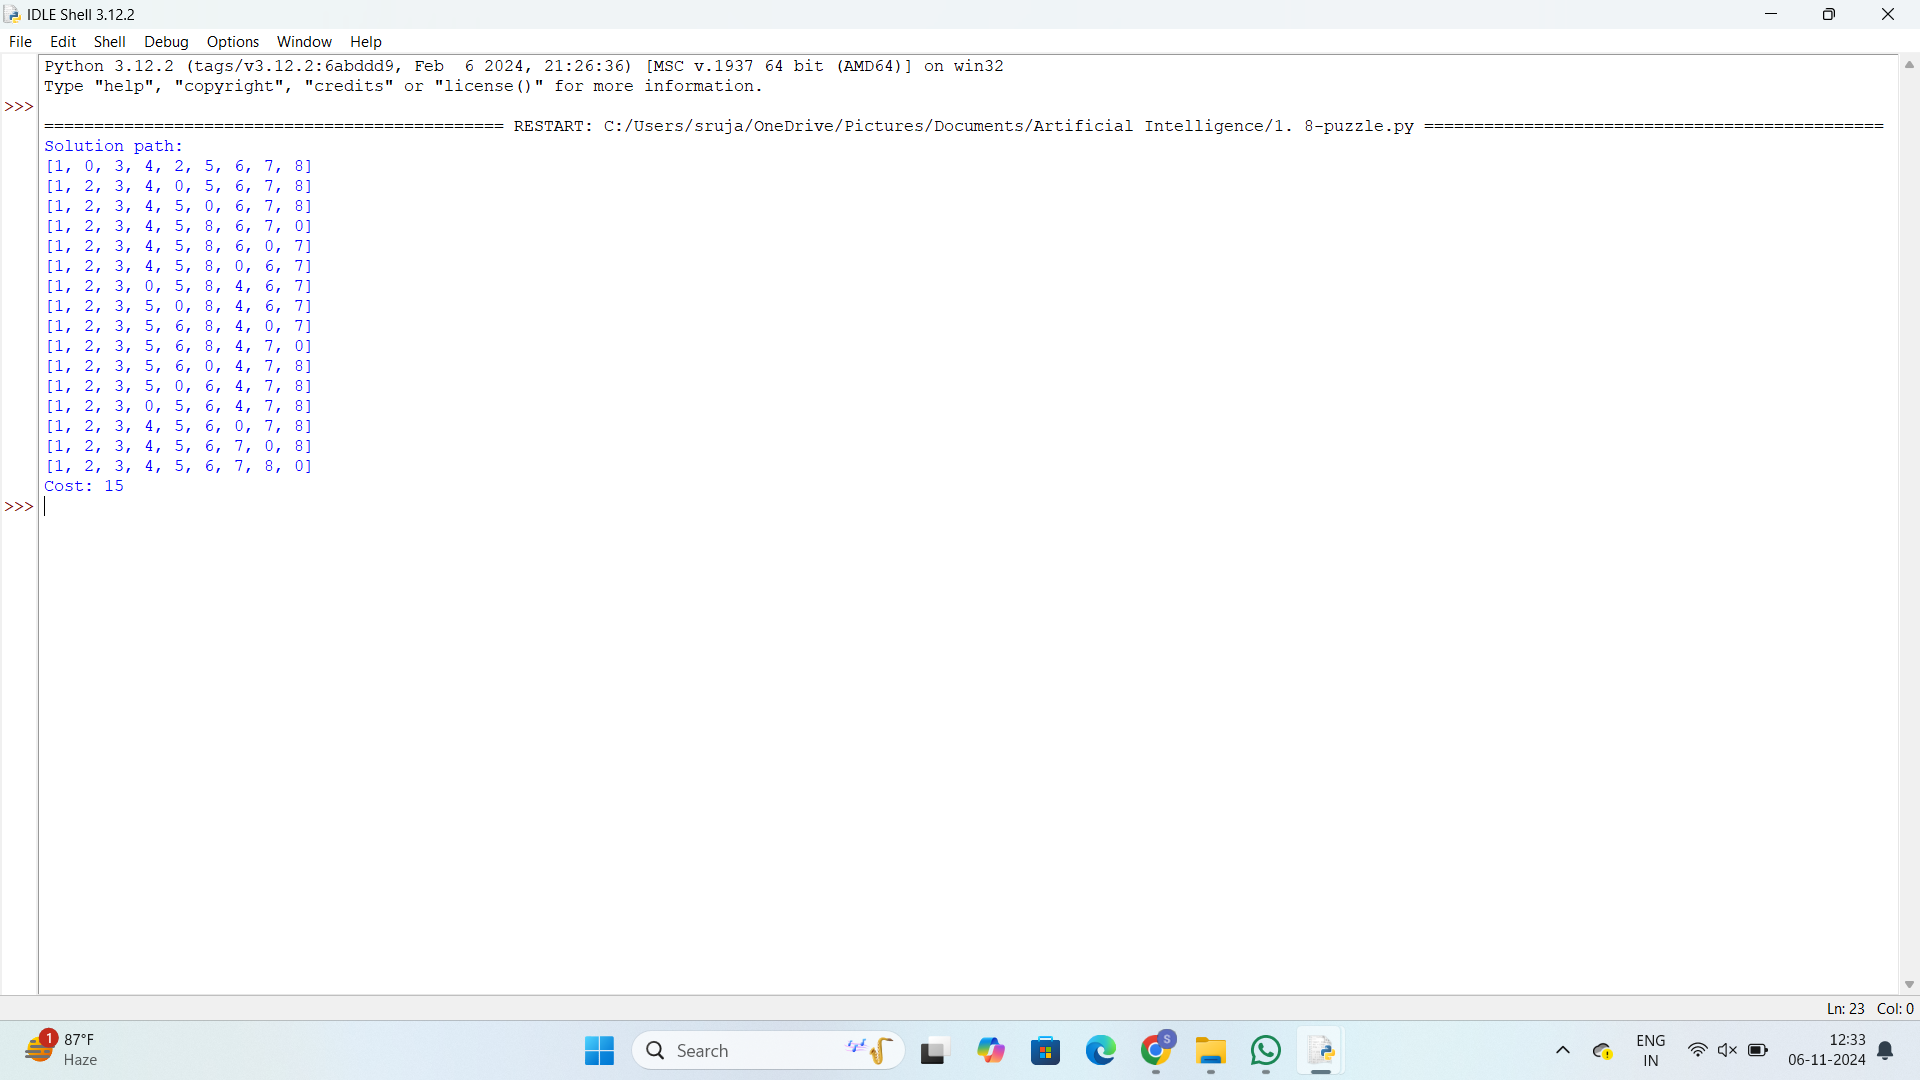 IDLE Shell 3.12.2
File Edit Shell Debug Options Window Help
Python 3.12.2 (tags/v3.12.2:6abddd9, Feb  6 2024, 21:26:36) [MSC v.1937 64 bit (AMD64)] on win32
Type "help", "copyright", "credits" or "license()" for more information.
>>>
============================================== RESTART: C:/Users/sruja/OneDrive/Pictures/Documents/Artificial Intelligence/1. 8-puzzle.py ==============================================
Solution path:
[1, 0, 3, 4, 2, 5, 6, 7, 8]
[1, 2, 3, 4, 0, 5, 6, 7, 8]
[1, 2, 3, 4, 5, 0, 6, 7, 8]
[1, 2, 3, 4, 5, 8, 6, 7, 0]
[1, 2, 3, 4, 5, 8, 6, 0, 7]
[1, 2, 3, 4, 5, 8, 0, 6, 7]
[1, 2, 3, 0, 5, 8, 4, 6, 7]
[1, 2, 3, 5, 0, 8, 4, 6, 7]
[1, 2, 3, 5, 6, 8, 4, 0, 7]
[1, 2, 3, 5, 6, 8, 4, 7, 0]
[1, 2, 3, 5, 6, 0, 4, 7, 8]
[1, 2, 3, 5, 0, 6, 4, 7, 8]
[1, 2, 3, 0, 5, 6, 4, 7, 8]
[1, 2, 3, 4, 5, 6, 0, 7, 8]
[1, 2, 3, 4, 5, 6, 7, 0, 8]
[1, 2, 3, 4, 5, 6, 7, 8, 0]
Cost: 15
>>>
Ln: 23 Col: 0
1
87°F
Haze
Search
S
ENG
IN
12:33
06-11-2024